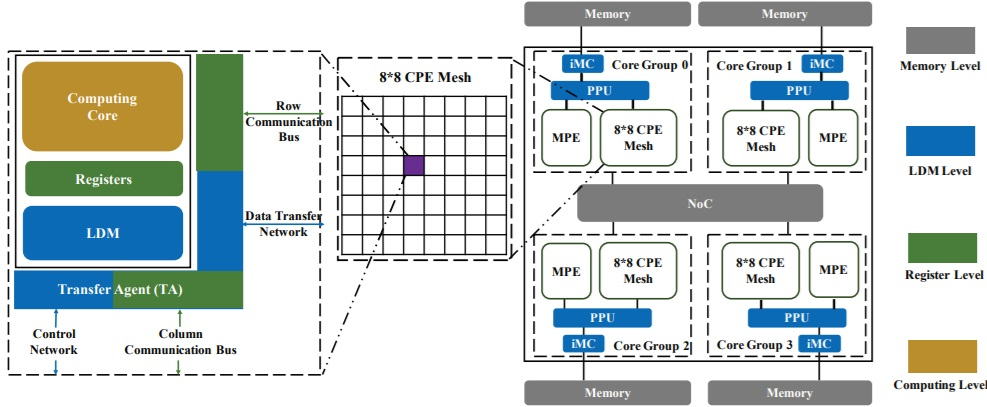 Computing
Core
Registers
LDM
Transfer Agent (TA)
Row
Communication
Bus
Data Transfer
Network
Control
Network
Column
Communication Bus
8*8 CPE Mesh
Memory
Memory
iMC
Core Group 0
PPU
MPE
8*8 CPE
Mesh
Core Group 1
iMC
PPU
8*8 CPE
Mesh
MPE
NoC
MPE
8*8 CPE
Mesh
PPU
iMC
Core Group 2
8*8 CPE
Mesh
MPE
PPU
Core Group 3
iMC
Memory
Memory
Memory Level
LDM Level
Register Level
Computing Level